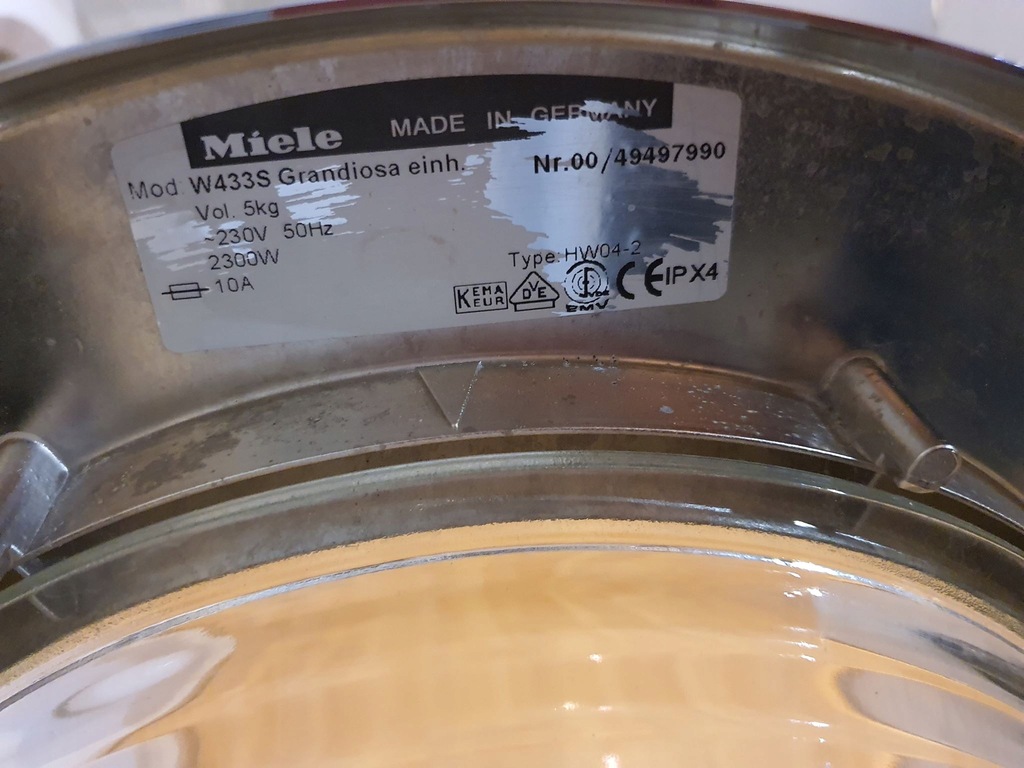 Miele MADE IN GERMANY
Mod. W433S Grandiosa einh. Nr.00/49497990
Vol. 5kg
~230V 50Hz
2300W
10A
Type:HW04-2
KEMA EUR DVE EMV CE IPX4